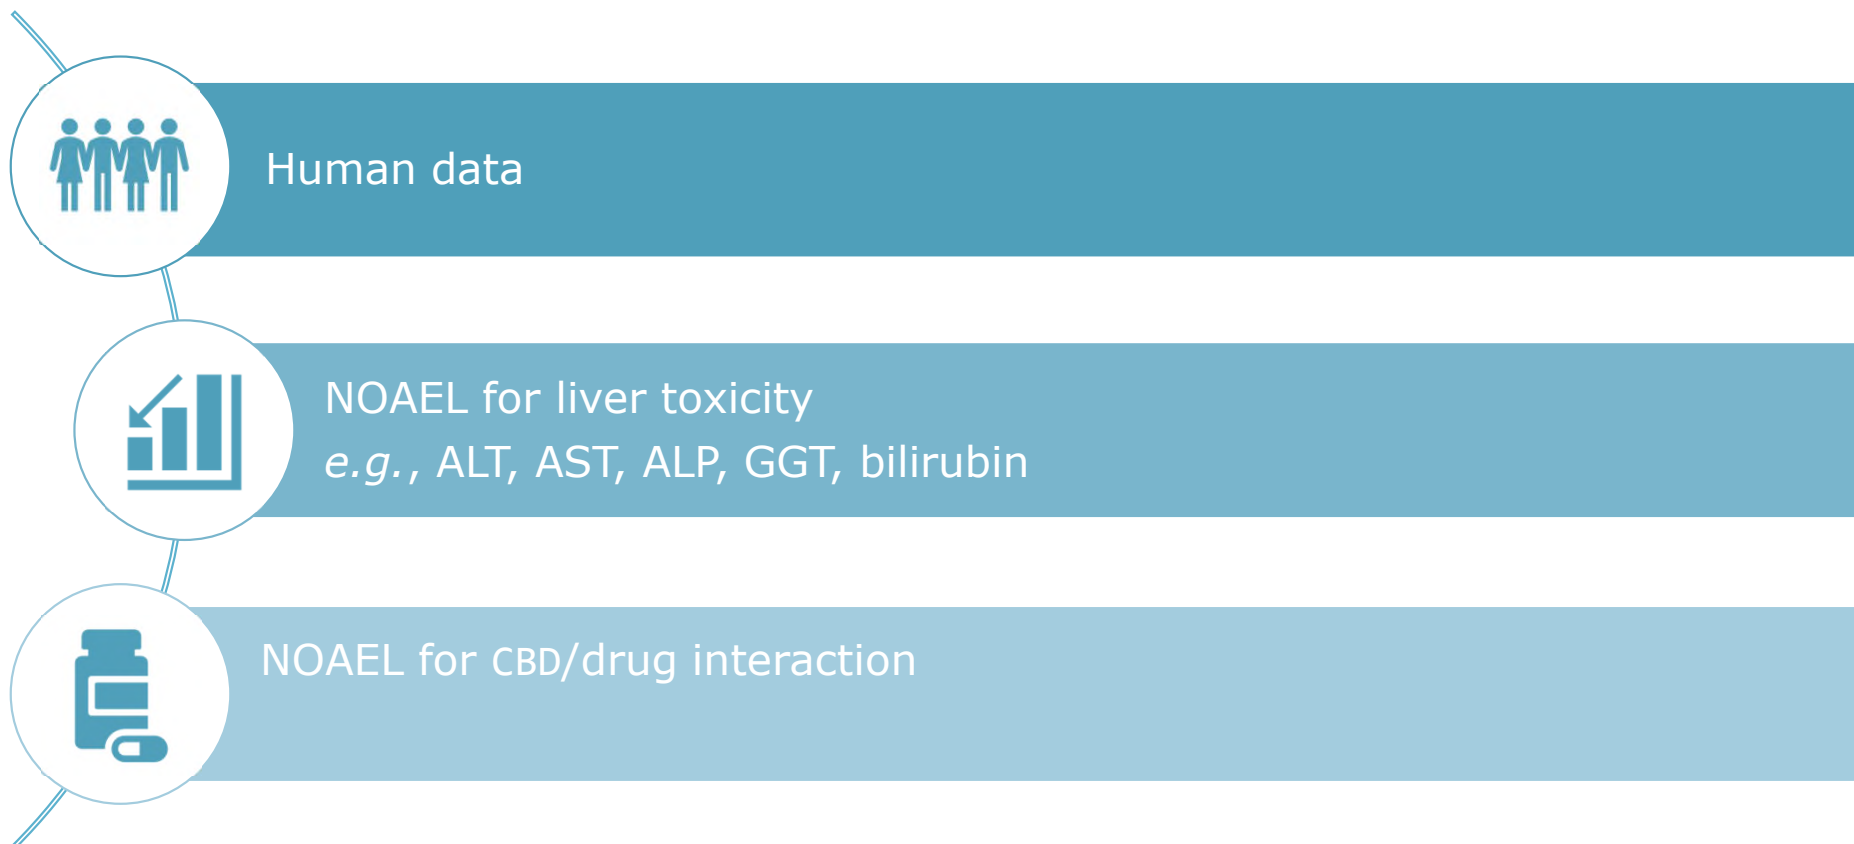 Human data
NOAEL for liver toxicity
e.g., ALT, AST, ALP, GGT, bilirubin
NOAEL for CBD/drug interaction